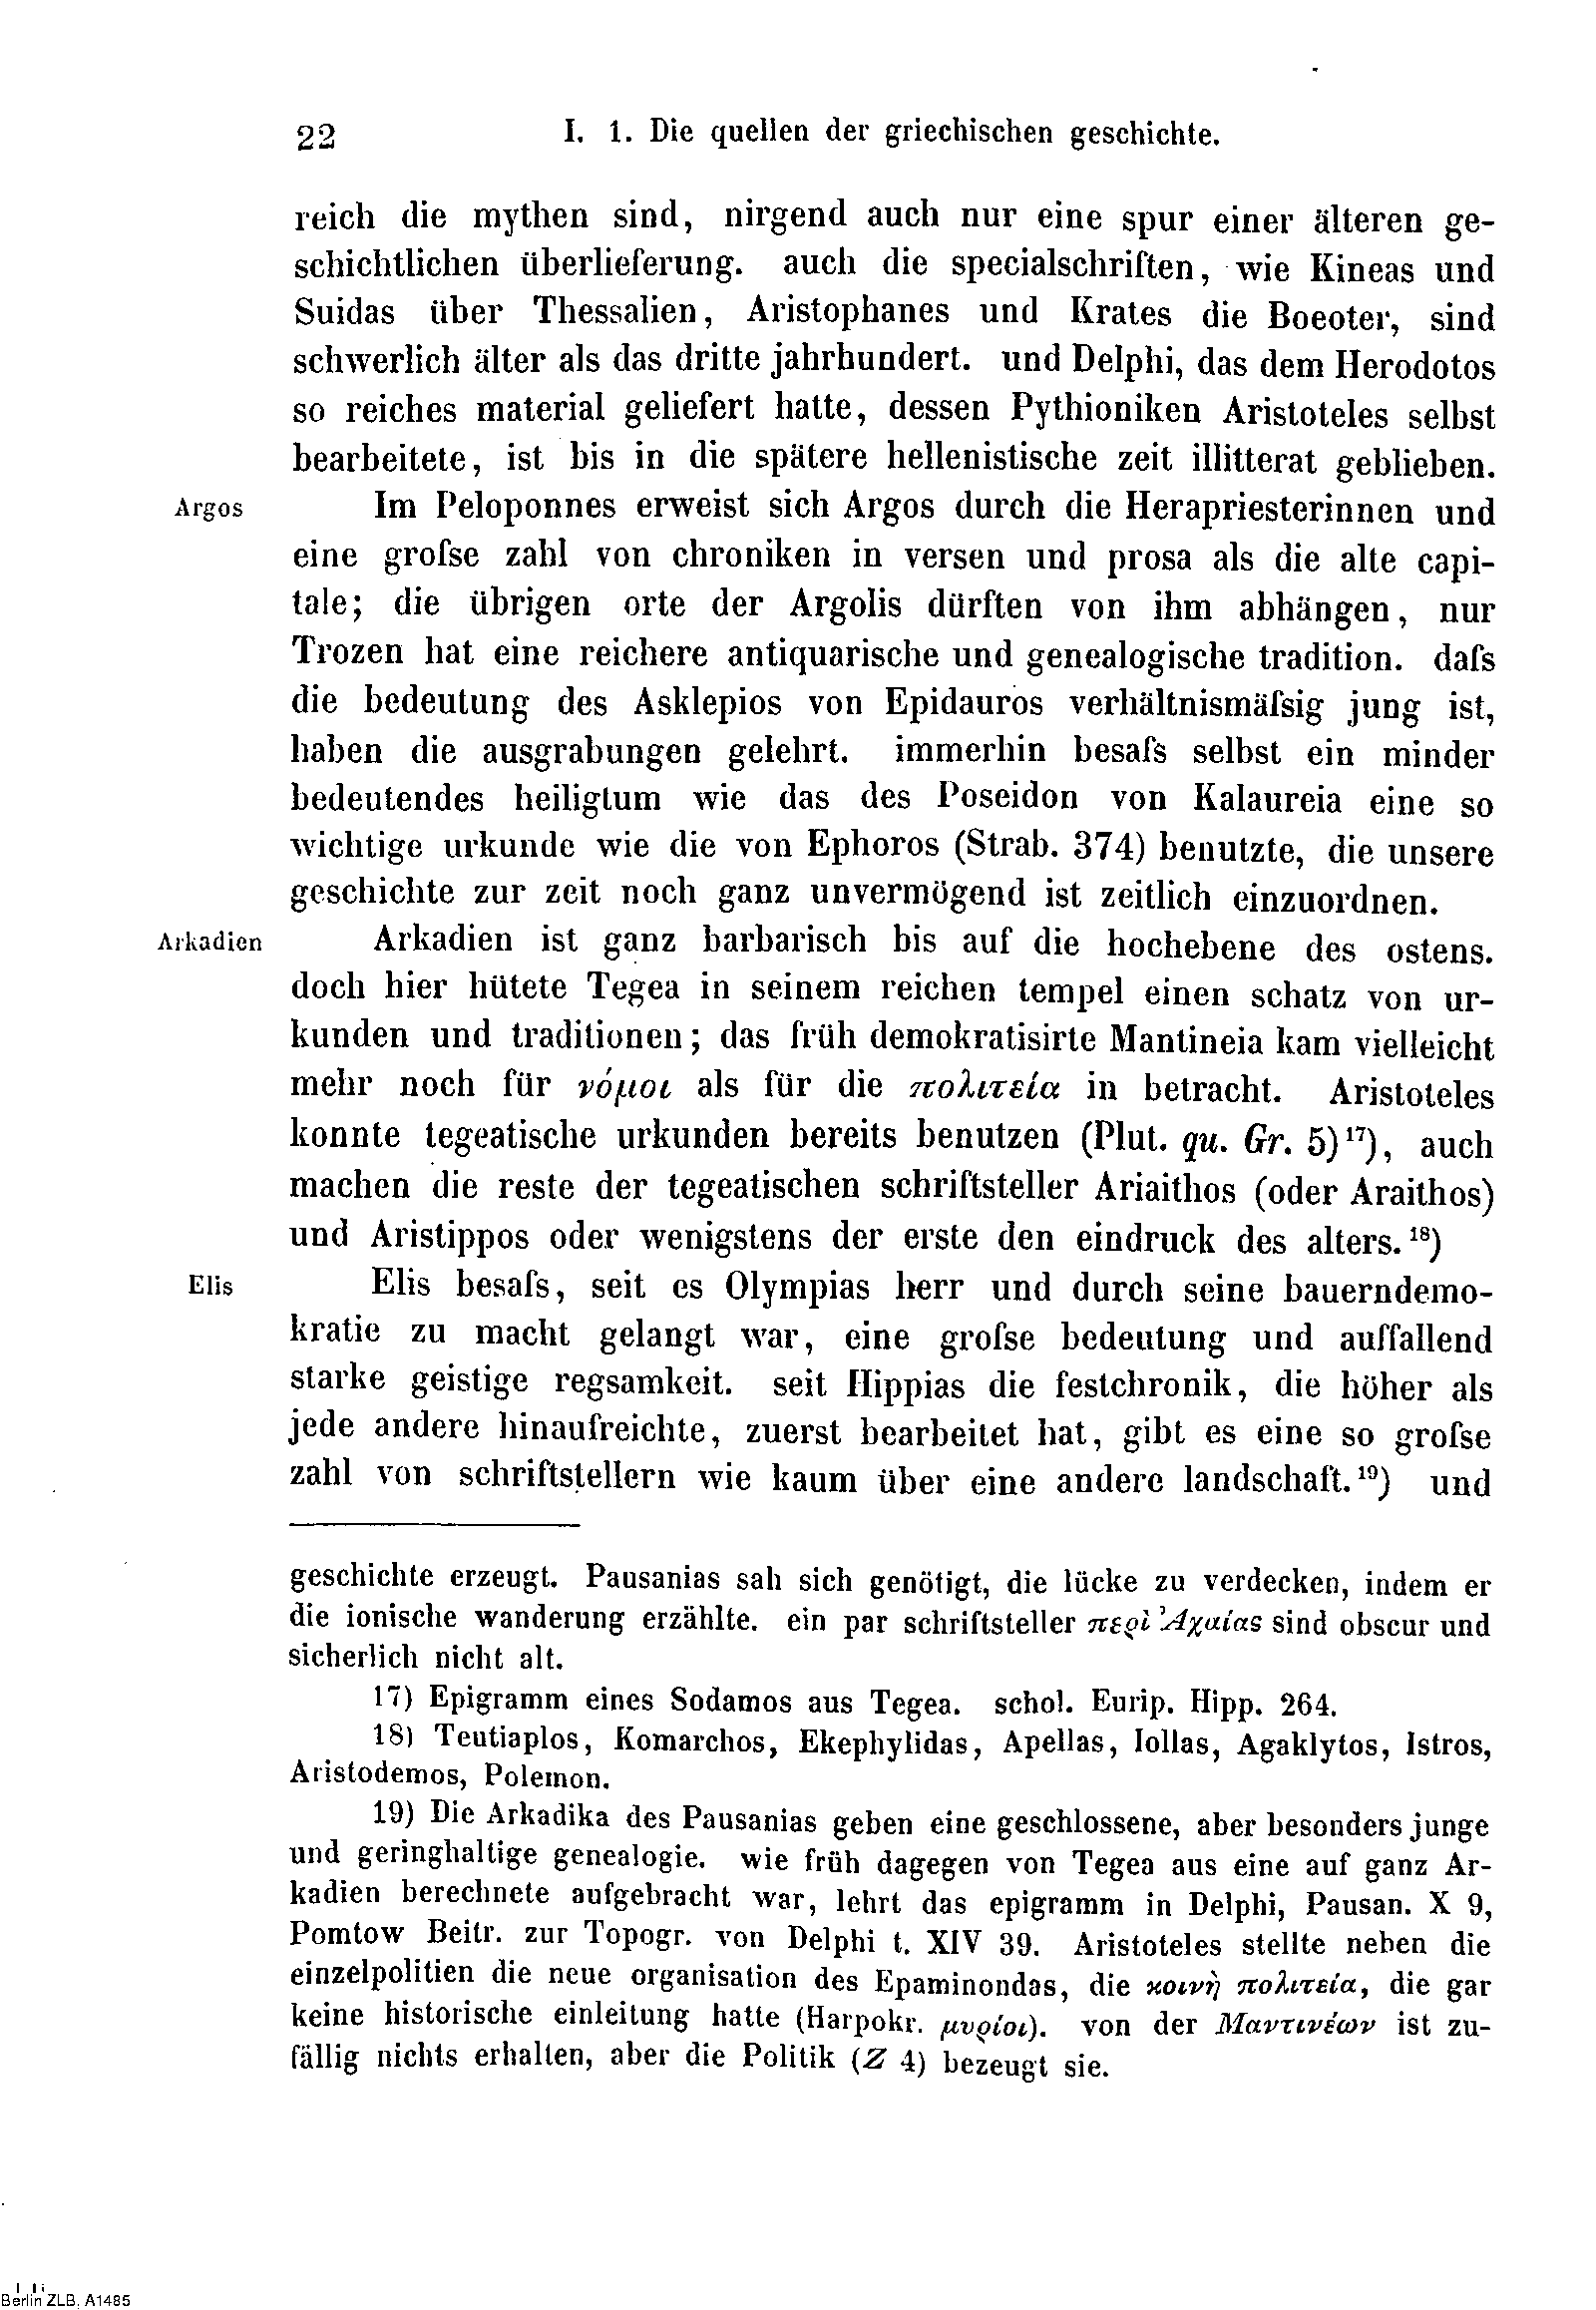 22 I. 1. Die quellen der griechischen geschichte.
reich die mythen sind, nirgend auch nur eine spur einer älteren ge-
schichtlichen überlieferung. auch die specialschriften, wie Kineas und
Suidas über Thessalien, Aristophanes und Krates die Boeoter, sind
schwerlich älter als das dritte jahrhundert. und Delphi, das dem Herodotos
so reiches material geliefert hatte, dessen Pythioniken Aristoteles selbst
bearbeitete, ist bis in die spätere hellenistische zeit illitterat geblieben.
Argos Im Peloponnes erweist sich Argos durch die Herapriesterinnen und
eine groſse zahl von chroniken in versen und prosa als die alte capi-
tale; die übrigen orte der Argolis dürften von ihm abhängen, nur
Trozen hat eine reichere antiquarische und genealogische tradition. daſs
die bedeutung des Asklepios von Epidauros verhältnismäſsig jung ist,
haben die ausgrabungen gelehrt. immerhin besaſs selbst ein minder
bedeutendes heiligtum wie das des Poseidon von Kalaureia eine so
wichtige urkunde wie die von Ephoros (Strab. 374) benutzte, die unsere
geschichte zur zeit noch ganz unvermögend ist zeitlich einzuordnen.
Arkadien Arkadien ist ganz barbarisch bis auf die hochebene des ostens.
doch hier hütete Tegea in seinem reichen tempel einen schatz von ur-
kunden und traditionen; das früh demokratisirte Mantineia kam vielleicht
mehr noch für νόμοι als für die πολιτεία in betracht. Aristoteles
konnte tegeatische urkunden bereits benutzen (Plut. qu. Gr. 5)¹⁷), auch
machen die reste der tegeatischen schriftsteller Ariaithos (oder Araithos)
und Aristippos oder wenigstens der erste den eindruck des alters.¹⁸)
Elis Elis besaſs, seit es Olympias herr und durch seine bauerndemo-
kratie zu macht gelangt war, eine groſse bedeutung und auffallend
starke geistige regsamkeit. seit Hippias die festchronik, die höher als
jede andere hinaufreichte, zuerst bearbeitet hat, gibt es eine so groſse
zahl von schriftstellern wie kaum über eine andere landschaft.¹⁹) und
geschichte erzeugt. Pausanias sah sich genötigt, die lücke zu verdecken, indem er
die ionische wanderung erzählte. ein par schriftsteller περὶ Ἀχαίας sind obscur und
sicherlich nicht alt.
17) Epigramm eines Sodamos aus Tegea. schol. Eurip. Hipp. 264.
18) Teutiaplos, Komarchos, Ekephylidas, Apellas, Iollas, Agaklytos, Istros,
Aristodemos, Polemon.
19) Die Arkadika des Pausanias geben eine geschlossene, aber besonders junge
und geringhaltige genealogie. wie früh dagegen von Tegea aus eine auf ganz Ar-
kadien berechnete aufgebracht war, lehrt das epigramm in Delphi, Pausan. X 9,
Pomtow Beitr. zur Topogr. von Delphi t. XIV 39. Aristoteles stellte neben die
einzelpolitien die neue organisation des Epaminondas, die κοινὴ πολιτεία, die gar
keine historische einleitung hatte (Harpokr. μυρίοι). von der Μαντινέων ist zu-
fällig nichts erhalten, aber die Politik (Z 4) bezeugt sie.
Berlin ZLB, A1485